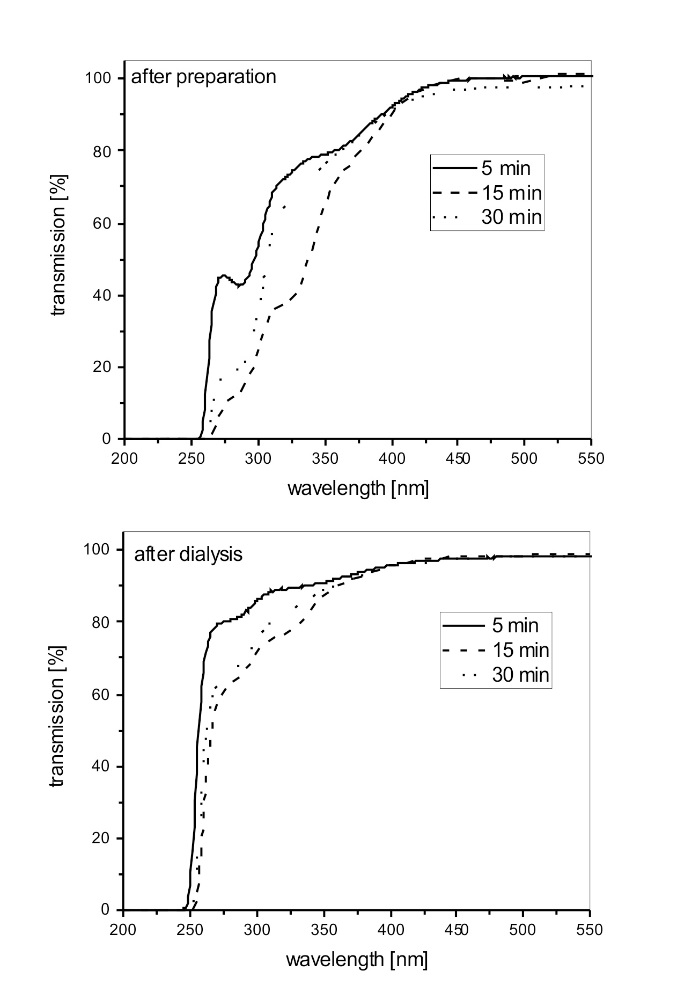 after preparation
100
80
60
40
20
0
transmission [%]
5 min
15 min
30 min
200 250 300 350 400 450 500 550
wavelength [nm]
after dialysis
100
80
60
40
20
0
transmission [%]
5 min
15 min
30 min
200 250 300 350 400 450 500 550
wavelength [nm]